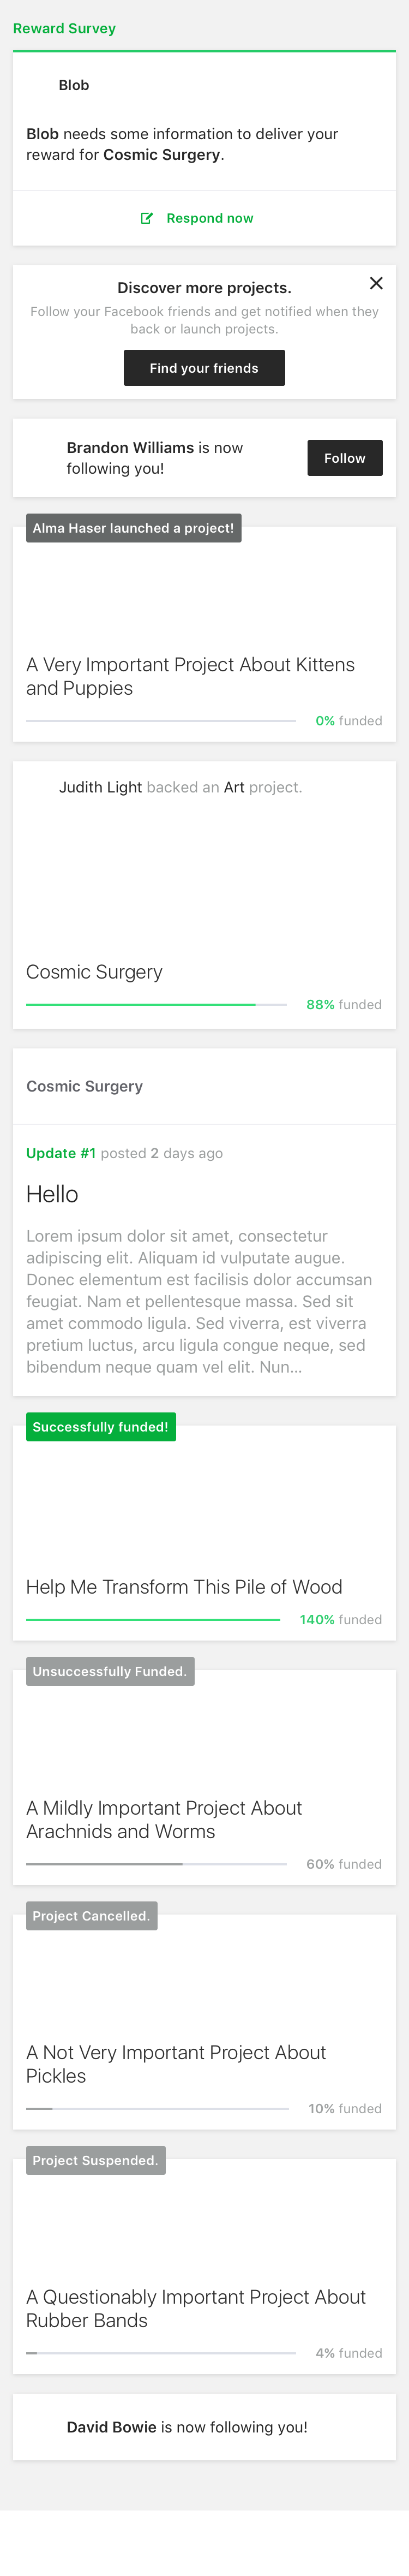 Reward Survey
Blob
Blob needs some information to deliver your
reward for Cosmic Surgery.
Respond now
Discover more projects.
Follow your Facebook friends and get notified when they
back or launch projects.
Find your friends
Brandon Williams is now
following you!
Follow
Alma Haser launched a project!
A Very Important Project About Kittens
and Puppies
0% funded
Judith Light backed an Art project.
Cosmic Surgery
88% funded
Cosmic Surgery
Update #1 posted 2 days ago
Hello
Lorem ipsum dolor sit amet, consectetur
adipiscing elit. Aliquam id vulputate augue.
Donec elementum est facilisis dolor accumsan
feugiat. Nam et pellentesque massa. Sed sit
amet commodo ligula. Sed viverra, est viverra
pretium luctus, arcu ligula congue neque, sed
bibendum neque quam vel elit. Nun...
Successfully funded!
Help Me Transform This Pile of Wood
140% funded
Unsuccessfully Funded.
A Mildly Important Project About
Arachnids and Worms
60% funded
Project Cancelled.
A Not Very Important Project About
Pickles
10% funded
Project Suspended.
A Questionably Important Project About
Rubber Bands
4% funded
David Bowie is now following you!